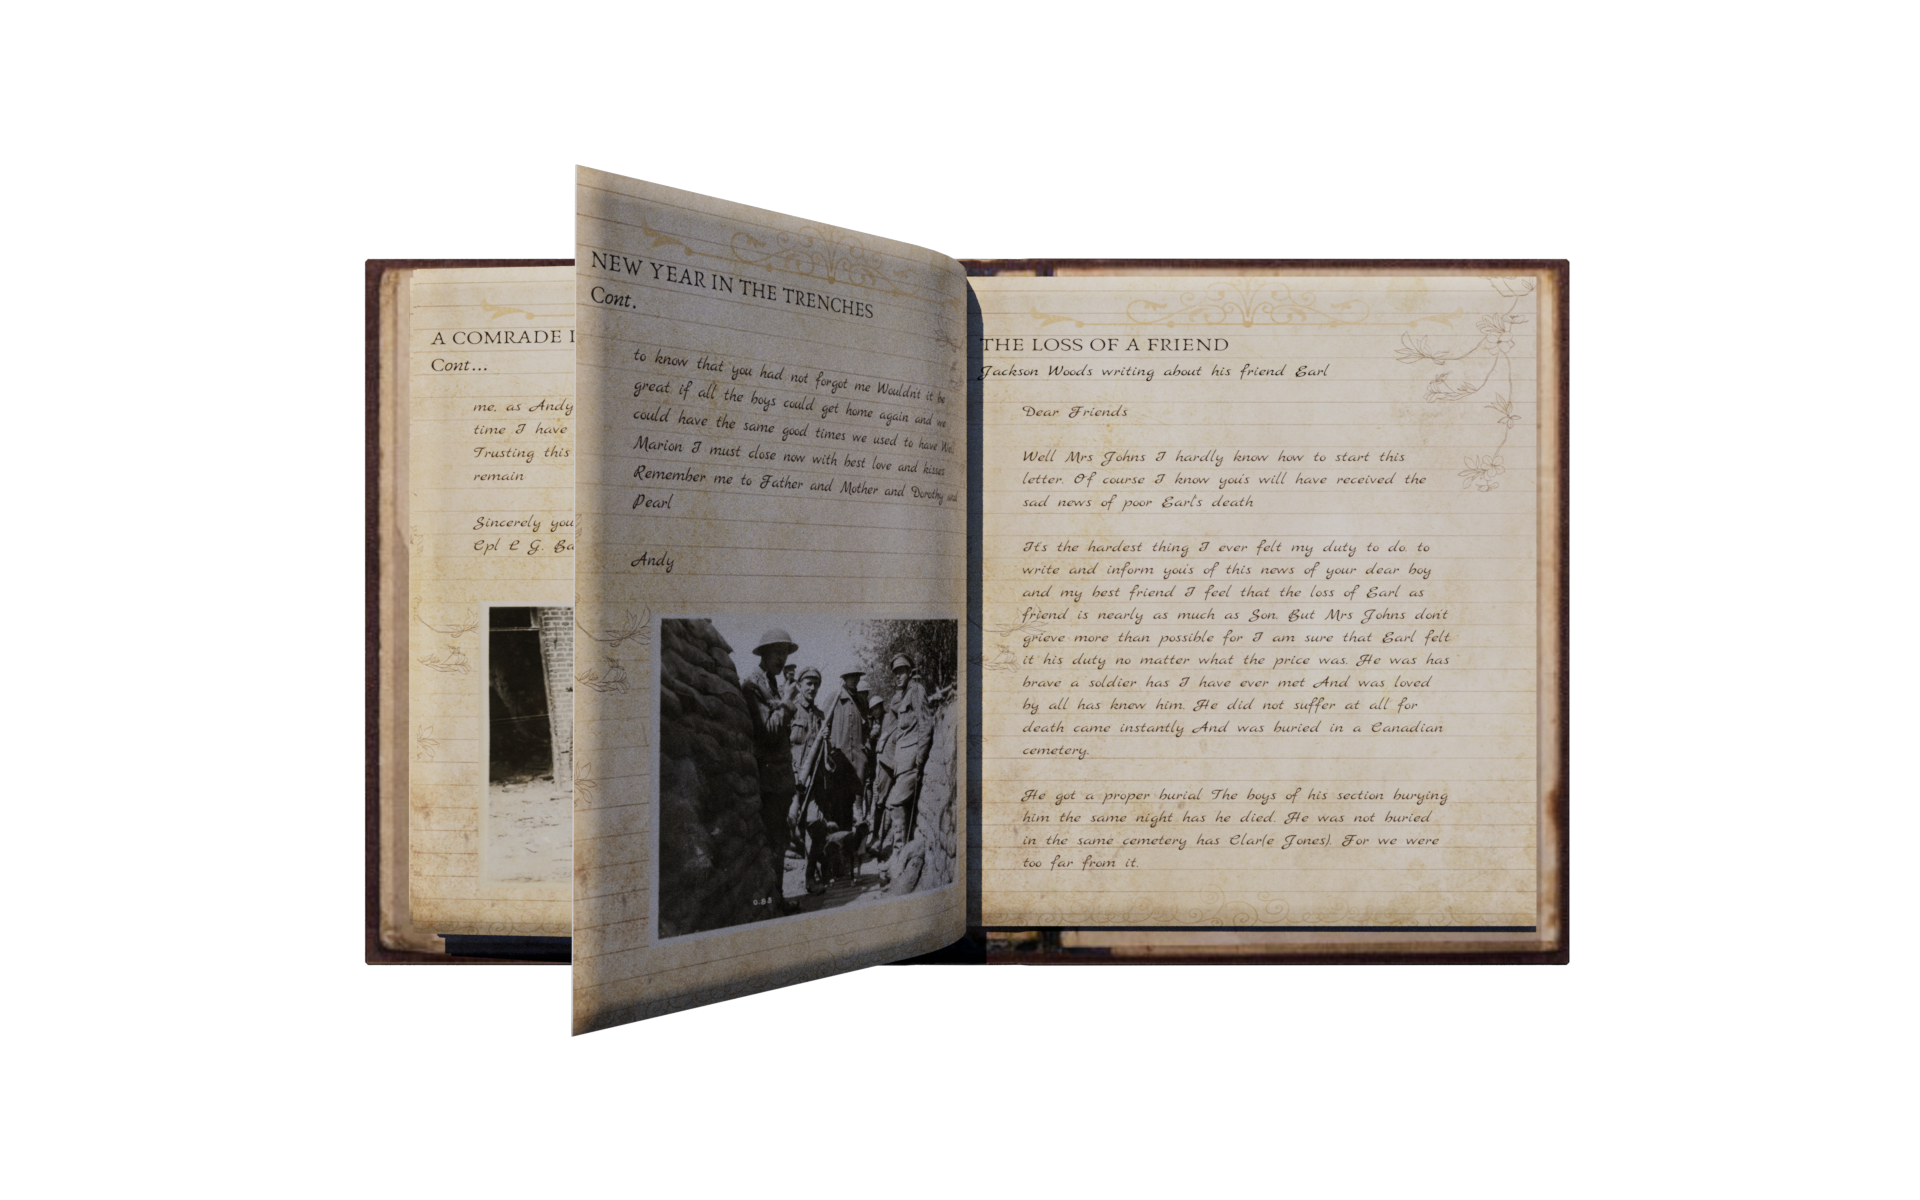 A COMRADE
Cont...
me, as Andy
time I have
Trusting this
remain
Sincerely you
Cpl E G. Ba
NEW YEAR IN THE TRENCHES
Cont.
to know that you had not forgot me Wouldnt it be
great if all the boys could get home again and we
could have the same good times we used to have
Marion I must close now with best love and kisses
Remember me to Father and Mother and Dorothy and
Pearl
Andy
O.83
THE LOSS OF A FRIEND
Jackson Woods writing about his friend Earl
Dear Friends
Well Mrs Johns I hardly know how to start this
letter. Of course I know you's will have received the
sad news of poor Earl's death
It's the hardest thing I ever felt my duty to do to
write and inform you's of this news of your dear boy
and my best friend I feel that the loss of Earl as
friend is nearly as much as Son. But Mrs Johns don't
grieve more than possible for I am sure that Earl felt
it his duty no matter what the price was. He was has
brave a soldier has I have ever met And was loved
by all has knew him. He did not suffer at all for
death came instantly And was buried in a Canadian
cemetery.
He got a proper burial The boys of his section burying
him the same night has he died. He was not buried
in the same cemetery has Clar(e Jones). For we were
too far from it.